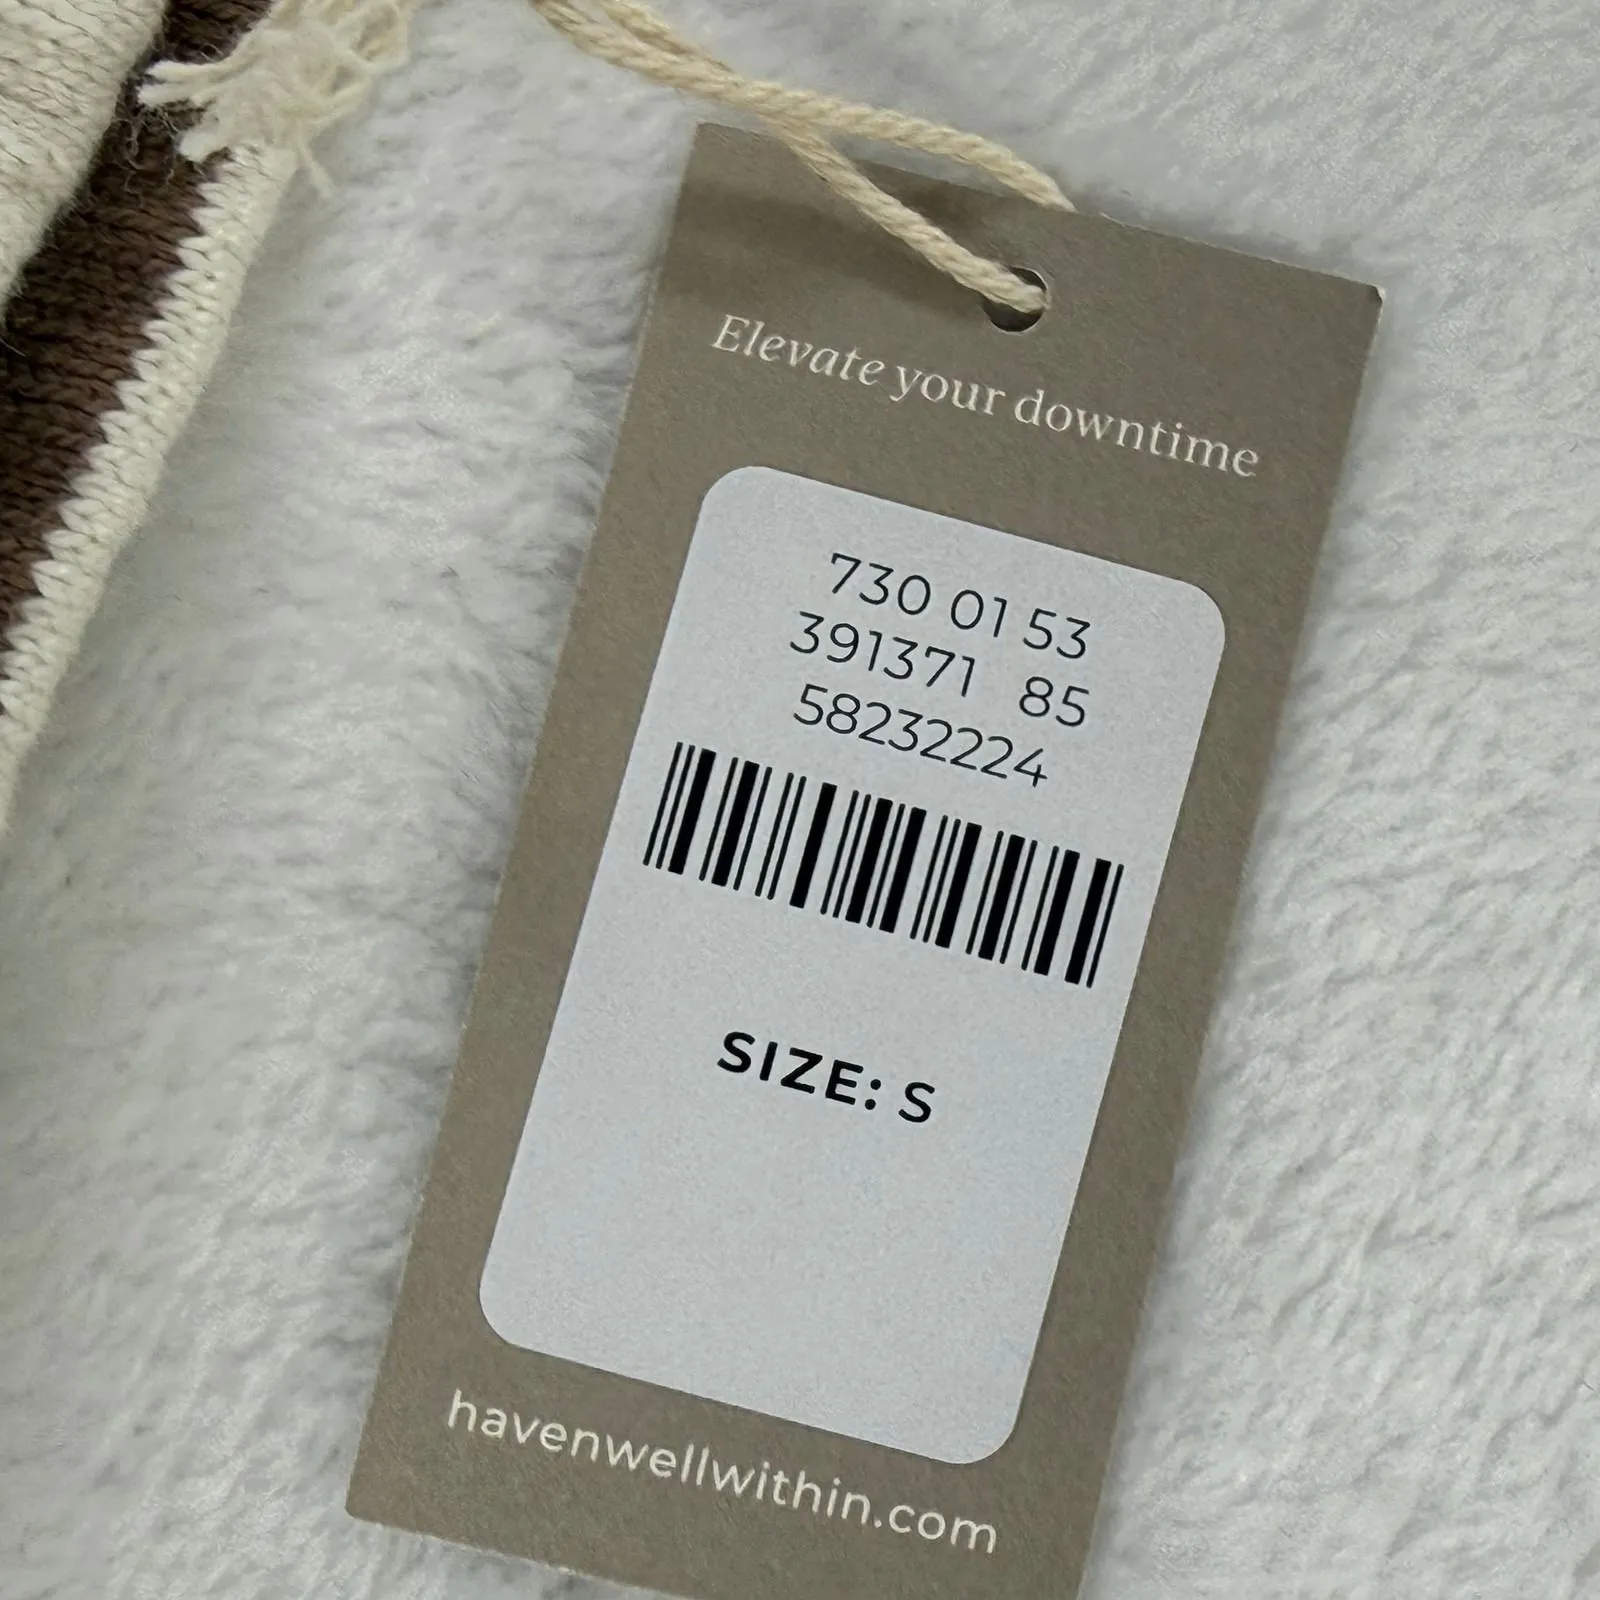 Elevate your downtime
730 01 53
391371 85
58232224
SIZE: S
havenwellwithin.com